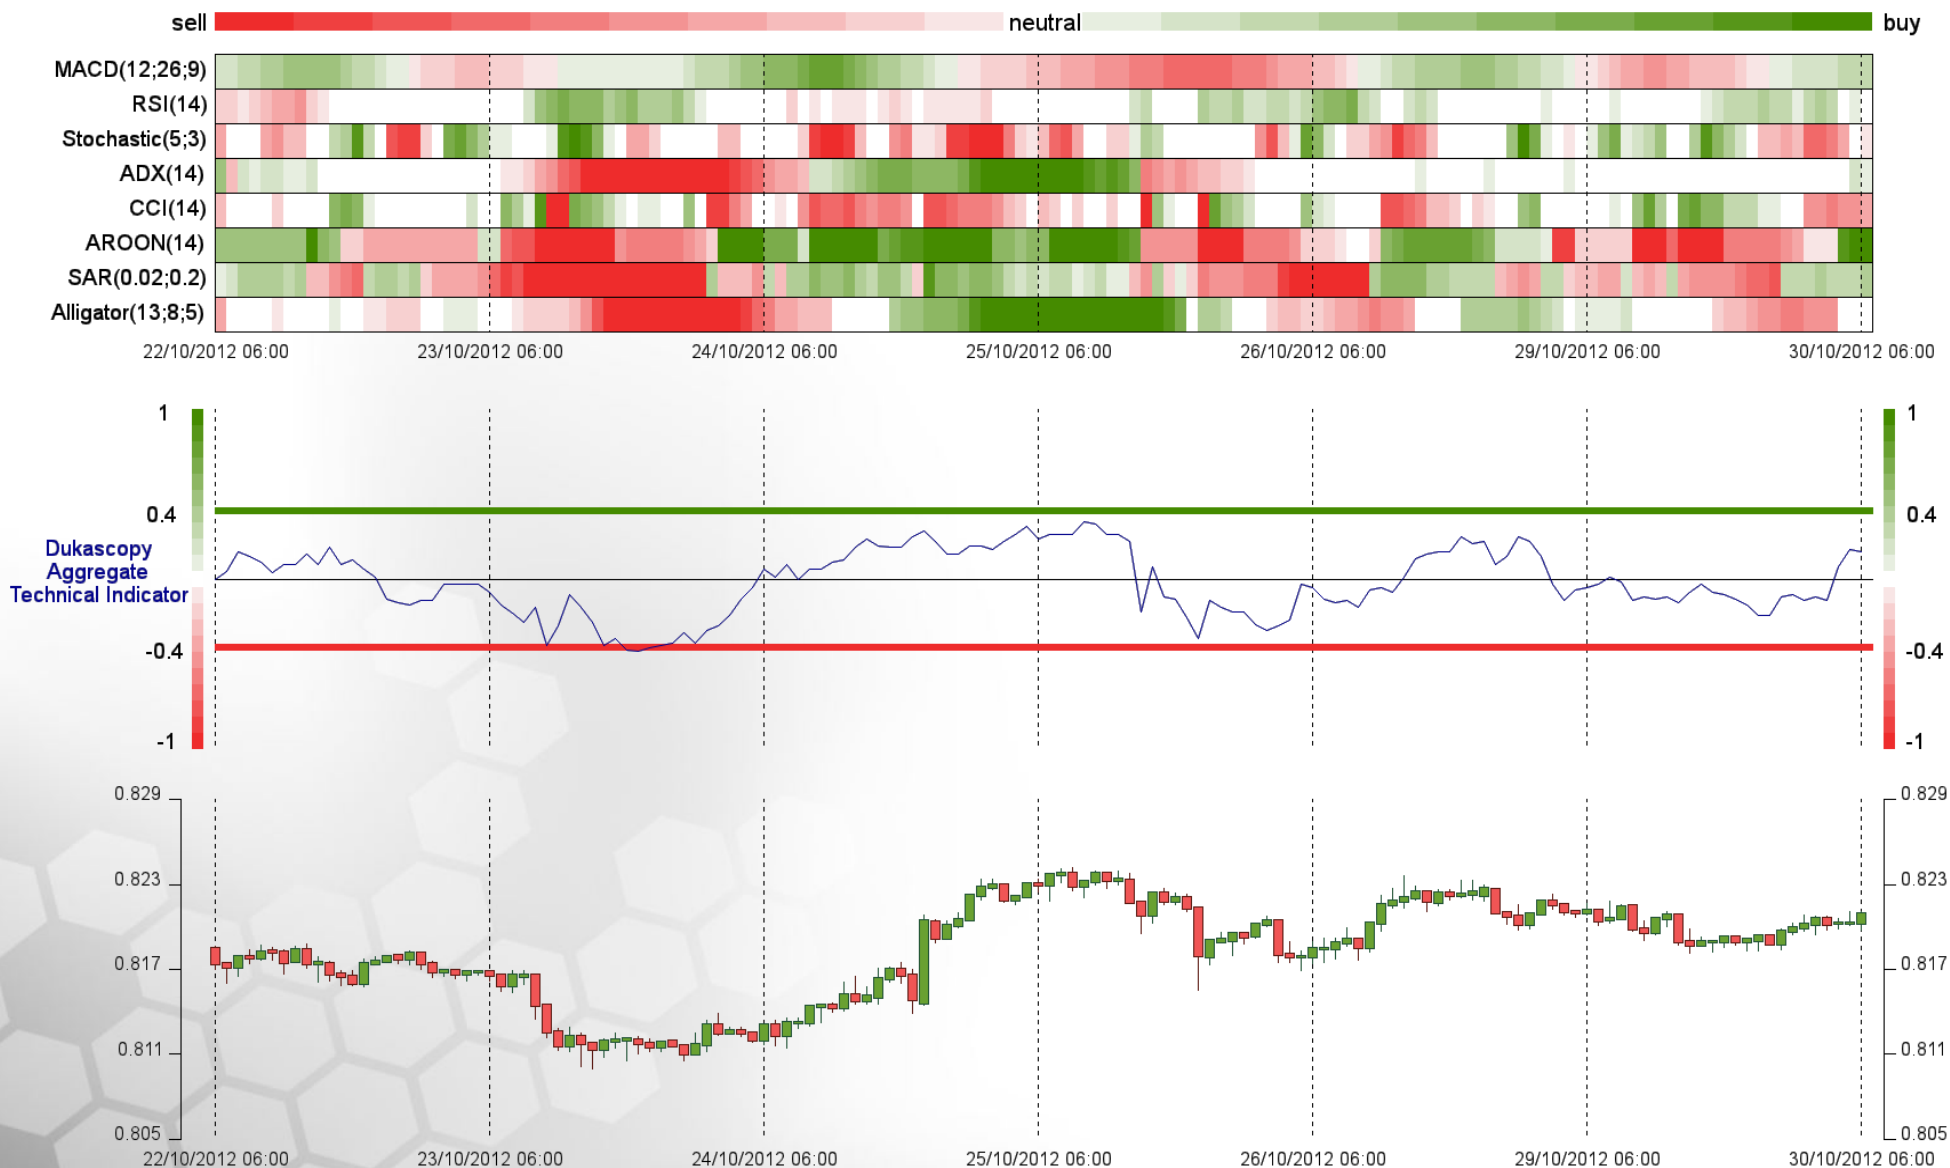 sell neutral buy
MACD(12;26;9)
RSI(14)
Stochastic(5;3)
ADX(14)
CCI(14)
AROON(14)
SAR(0.02;0.2)
Alligator(13;8;5)
22/10/2012 06:00 23/10/2012 06:00 24/10/2012 06:00 25/10/2012 06:00 26/10/2012 06:00 29/10/2012 06:00 30/10/2012 06:00
1 1
0.4 0.4
Dukascopy
Aggregate
Technical Indicator
-0.4 -0.4
-1 -1
0.829 0.829
0.823 0.823
0.817 0.817
0.811 0.811
0.805 0.805
22/10/2012 06:00 23/10/2012 06:00 24/10/2012 06:00 25/10/2012 06:00 26/10/2012 06:00 29/10/2012 06:00 30/10/2012 06:00